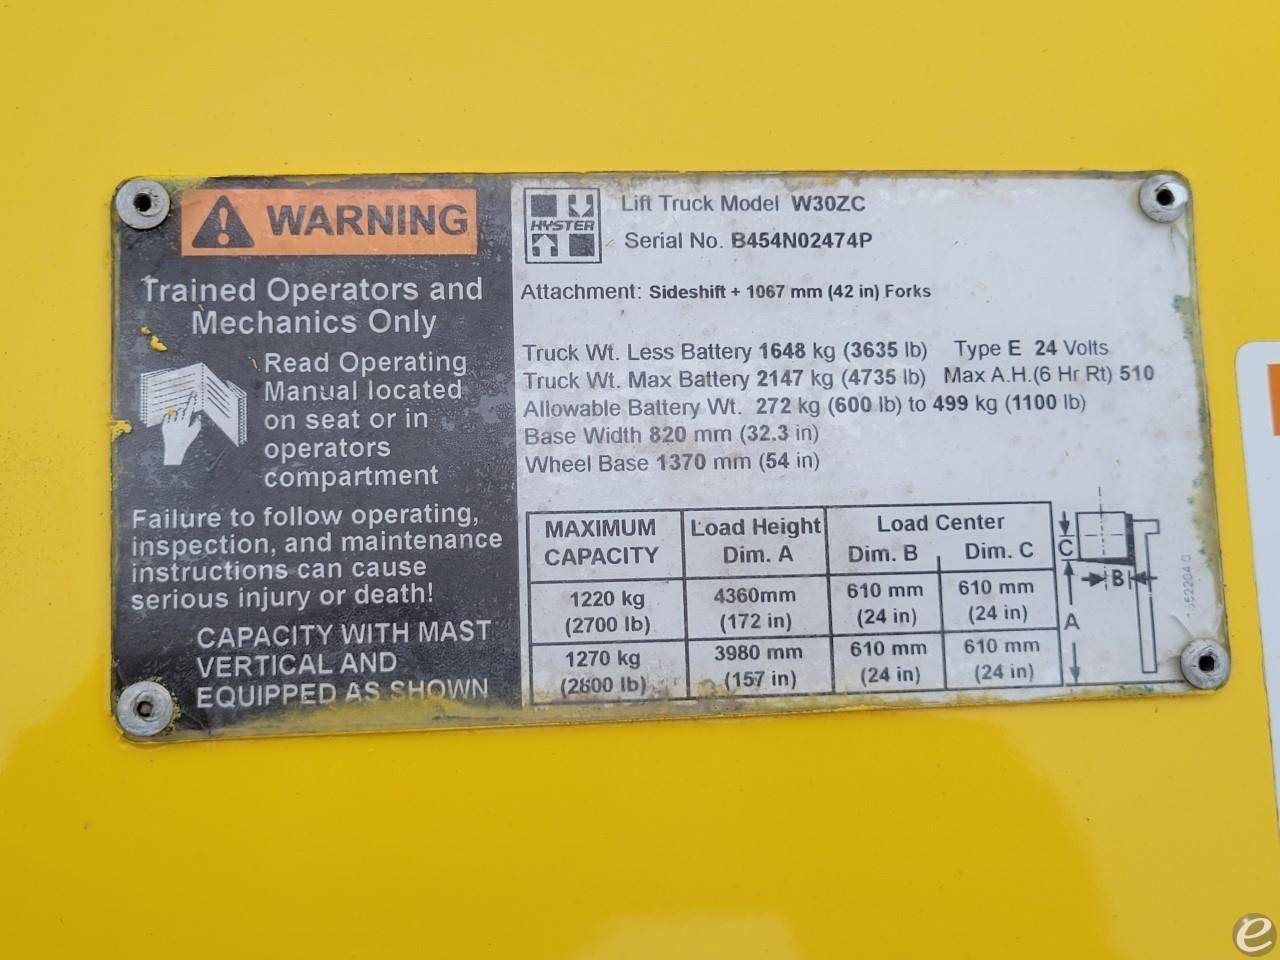 WARNING
Trained Operators and
Mechanics Only
Read Operating
Manual located
on seat or in
operators
compartment
Failure to follow operating,
inspection, and maintenance
instructions can cause
serious injury or death!
CAPACITY WITH MAST
VERTICAL AND
EQUIPPED AS SHOWN
HYSTER
Lift Truck Model W30ZC
Serial No. B454N02474P
Attachment: Sideshift + 1067 mm (42 in) Forks
Truck Wt. Less Battery 1648 kg (3635 lb) Type E 24 Volts
Truck Wt. Max Battery 2147 kg (4735 lb) Max A.H.(6 Hr Rt) 510
Allowable Battery Wt. 272 kg (600 lb) to 499 kg (1100 lb)
Base Width 820 mm (32.3 in)
Wheel Base 1370 mm (54 in)
MAXIMUM Load Height Load Center
CAPACITY Dim. A Dim. B Dim. C
1220 kg 4360mm 610 mm 610 mm
(2700 lb) (172 in) (24 in) (24 in)
1270 kg 3980 mm 610 mm 610 mm
(2800 lb) (157 in) (24 in) (24 in)
C
B
A
e